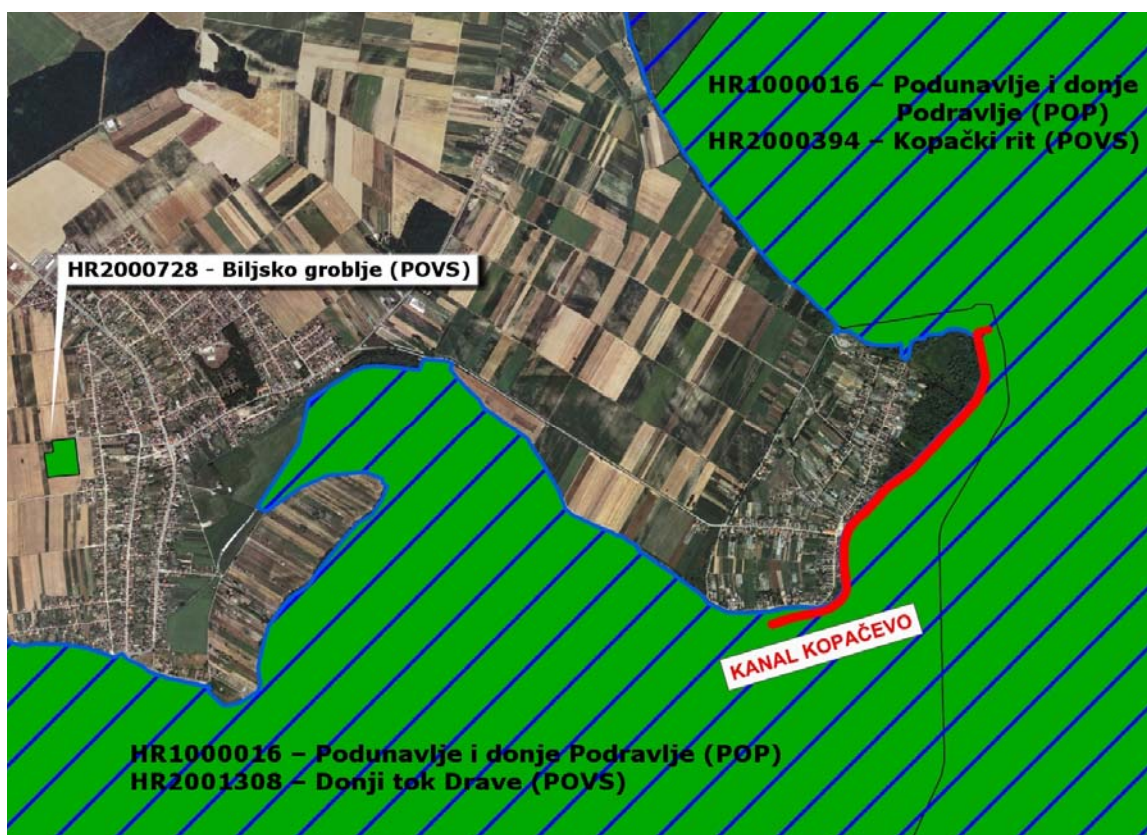 HR1000016 – Podunavlje i donje
Podravlje (POP)
HR2000394 – Kopački rit (POVS)
HR2000728 - Biljsko groblje (POVS)
KANAL KOPAČEVO
HR1000016 – Podunavlje i donje Podravlje (POP)
HR2001308 – Donji tok Drave (POVS)